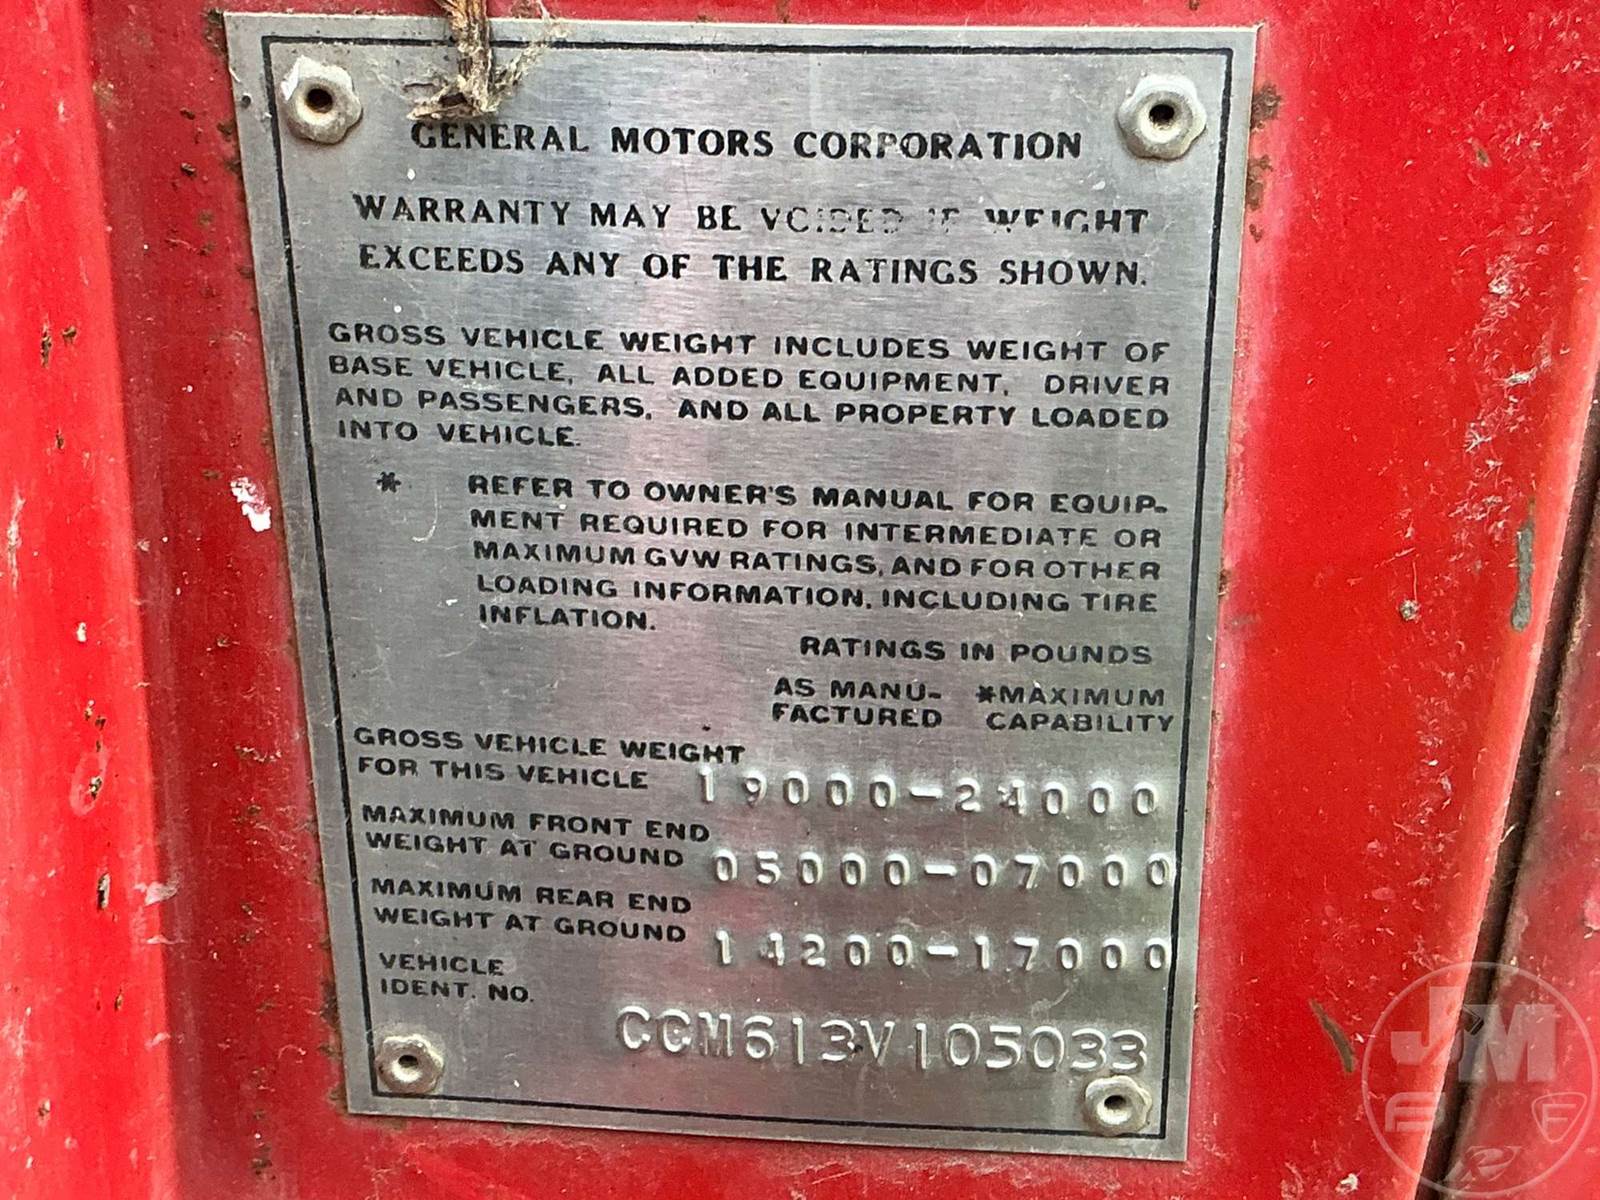 GENERAL MOTORS CORPORATION
WARRANTY MAY BE VOIDED IF WEIGHT
EXCEEDS ANY OF THE RATINGS SHOWN.
GROSS VEHICLE WEIGHT INCLUDES WEIGHT OF
BASE VEHICLE, ALL ADDED EQUIPMENT, DRIVER
AND PASSENGERS, AND ALL PROPERTY LOADED
INTO VEHICLE.
* REFER TO OWNER'S MANUAL FOR EQUIP-
MENT REQUIRED FOR INTERMEDIATE OR
MAXIMUM GVW RATINGS, AND FOR OTHER
LOADING INFORMATION, INCLUDING TIRE
INFLATION.
RATINGS IN POUNDS
AS MANU- *MAXIMUM
FACTURED CAPABILITY
GROSS VEHICLE WEIGHT
FOR THIS VEHICLE 19000-24000
MAXIMUM FRONT END
WEIGHT AT GROUND 05000-07000
MAXIMUM REAR END
WEIGHT AT GROUND 14200-17000
VEHICLE
IDENT. NO.
CCM613V105033
JM